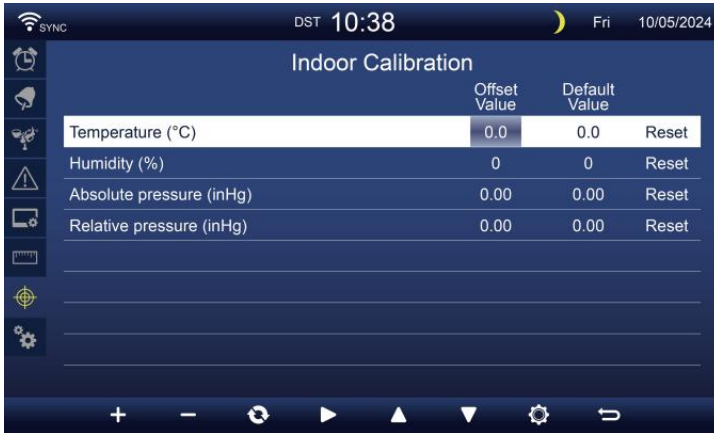 SYNC DST 10:38 Fri 10/05/2024
Indoor Calibration
Offset Value Default Value
Temperature (°C) 0.0 0.0 Reset
Humidity (%) 0 0 Reset
Absolute pressure (inHg) 0.00 0.00 Reset
Relative pressure (inHg) 0.00 0.00 Reset